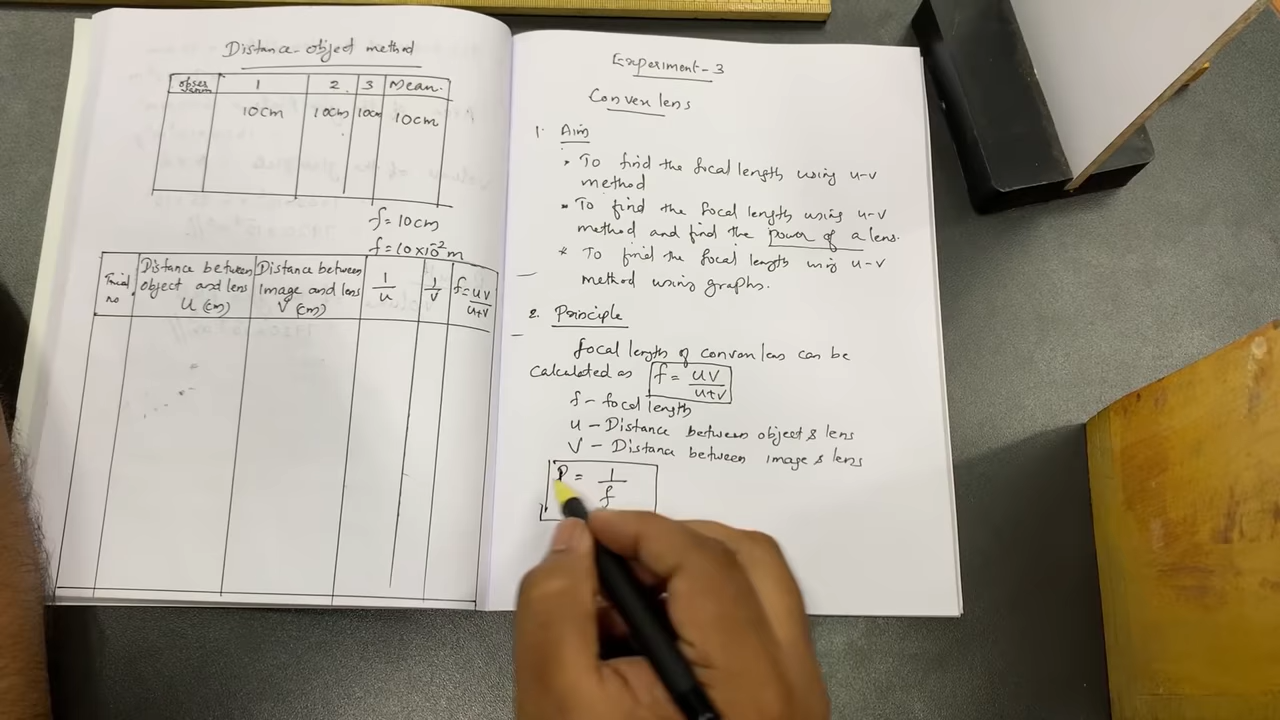 Distance-object method
1 2. 3 Mean.
10cm 10cm 10cm 10cm
f = 10cm
f = 10 × 10⁻² m
Trial no
Distance between
object and lens
U (cm)
Distance between
image and lens
V (cm)
1/u
1/v
f = uv/u+v
Experiment-3
Convex lens
1. Aim
* To find the focal length using u-v
method
* To find the focal length using u-v
method and find the power of a lens.
* To find the focal length using u-v
method using graphs.
2. Principle
focal length of convex lens can be
calculated as f = uv/u+v
f - focal length
u - Distance between object & lens
V - Distance between image & lens
P = 1/f